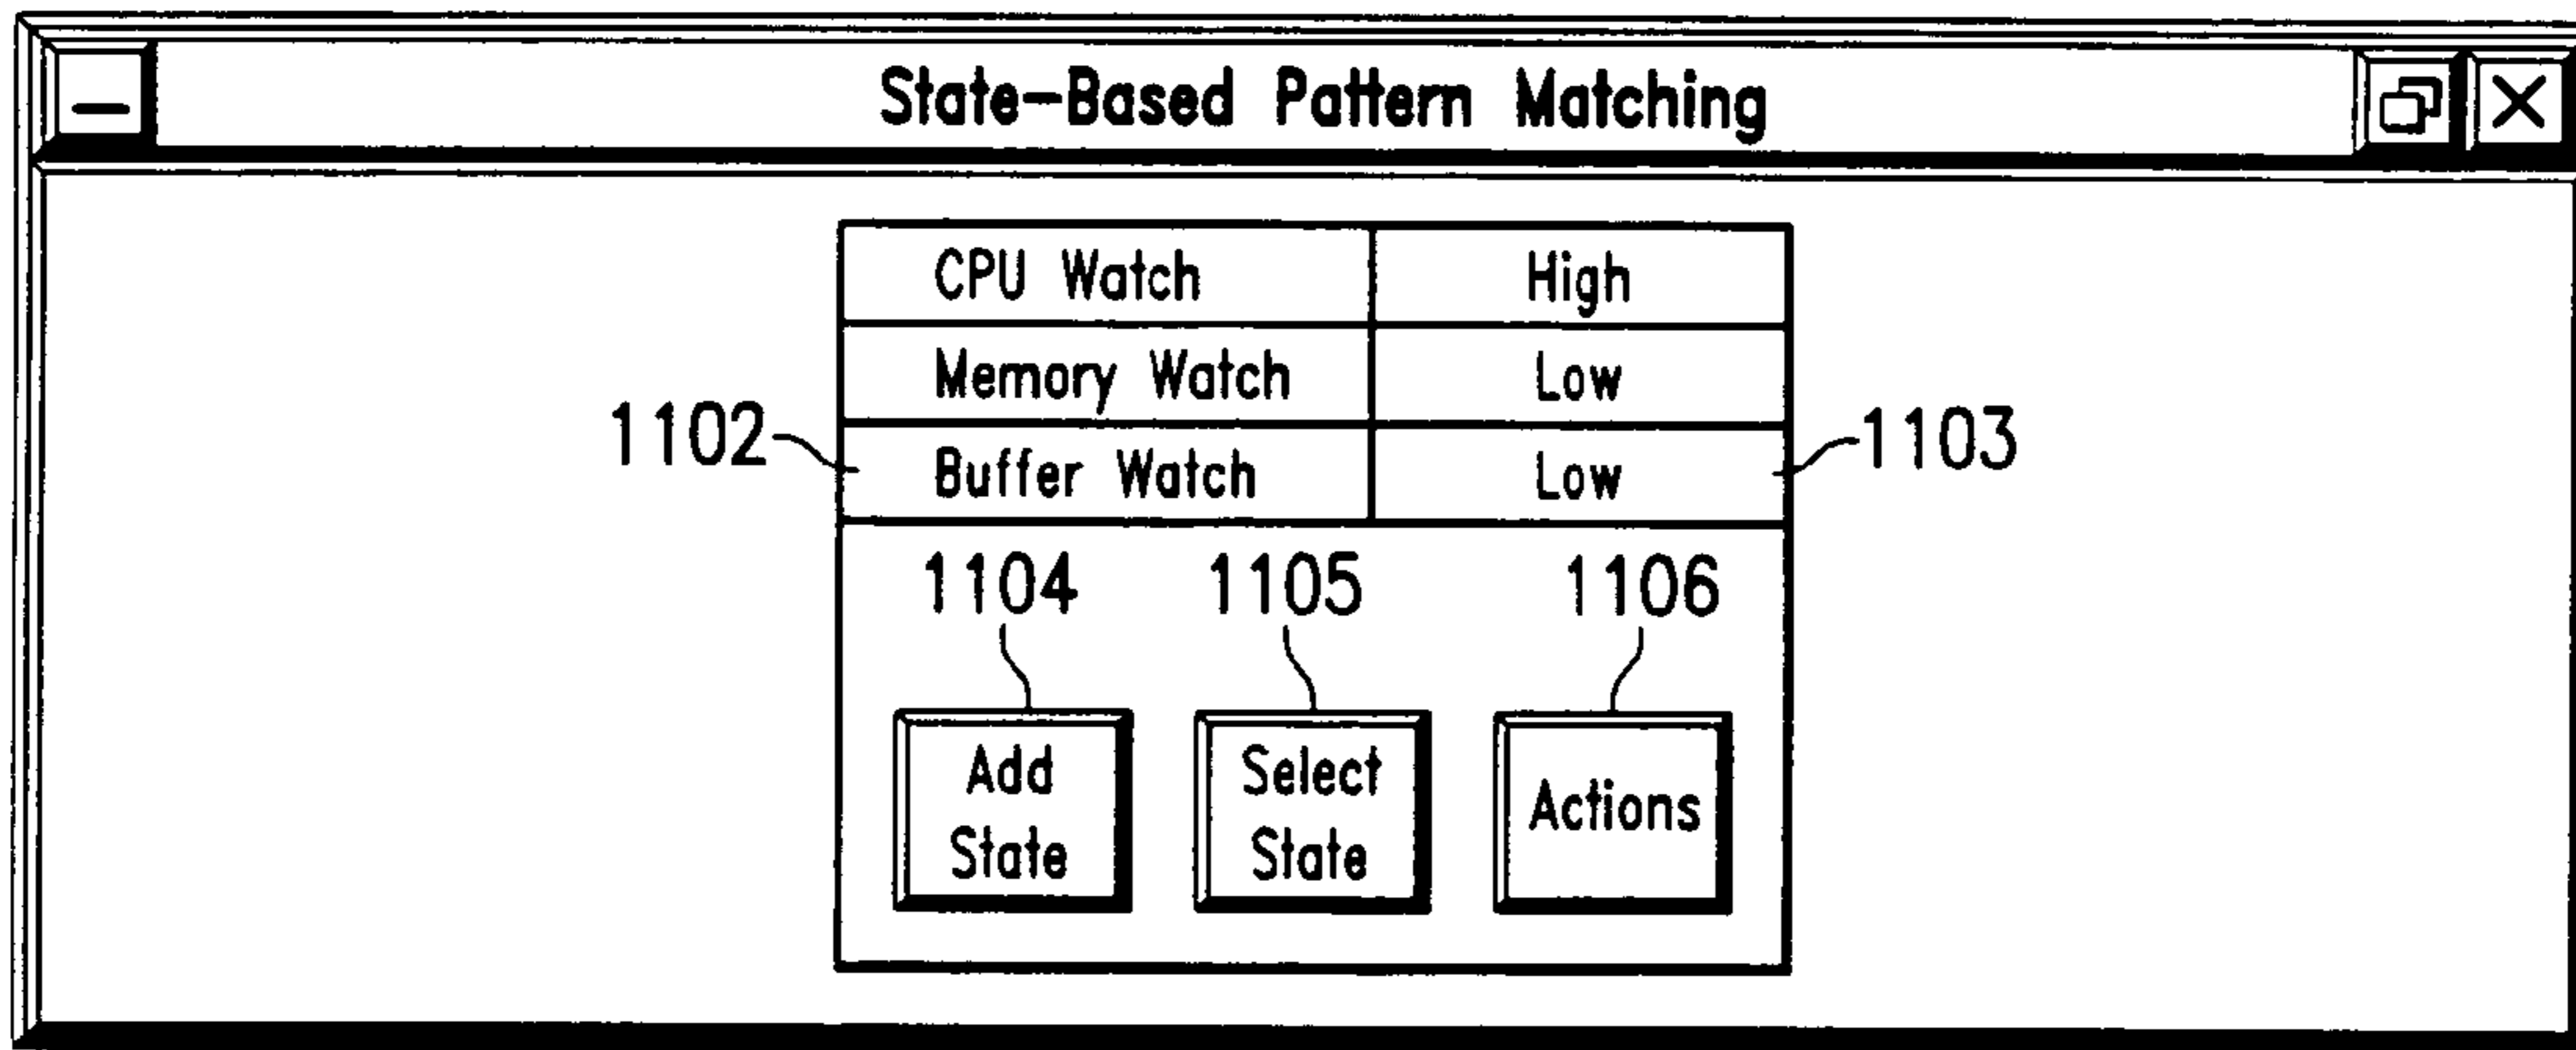 State-Based Pattern Matching
CPU Watch High
Memory Watch Low
1102 Buffer Watch Low 1103
1104 1105 1106
Add State
Select State
Actions